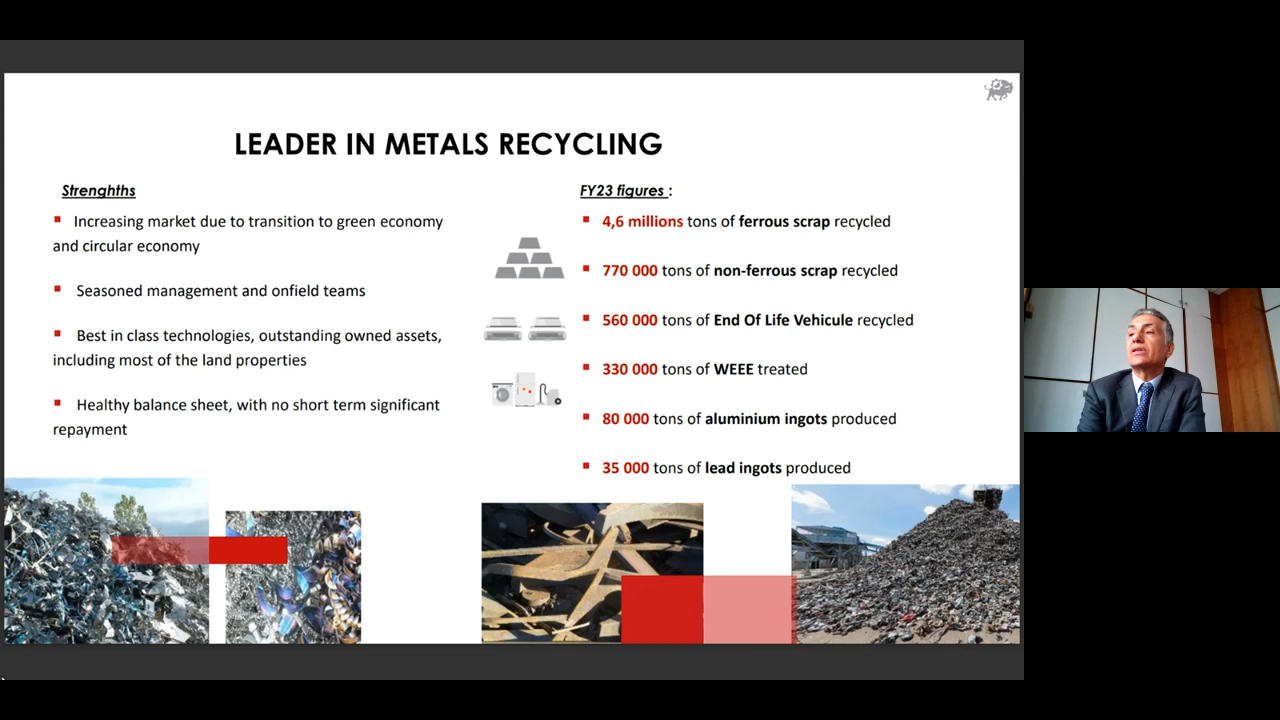 LEADER IN METALS RECYCLING
Strenghths
Increasing market due to transition to green economy
and circular economy
Seasoned management and onfield teams
Best in class technologies, outstanding owned assets,
including most of the land properties
Healthy balance sheet, with no short term significant
repayment
FY23 figures :
4,6 millions tons of ferrous scrap recycled
770 000 tons of non-ferrous scrap recycled
560 000 tons of End Of Life Vehicule recycled
330 000 tons of WEEE treated
80 000 tons of aluminium ingots produced
35 000 tons of lead ingots produced